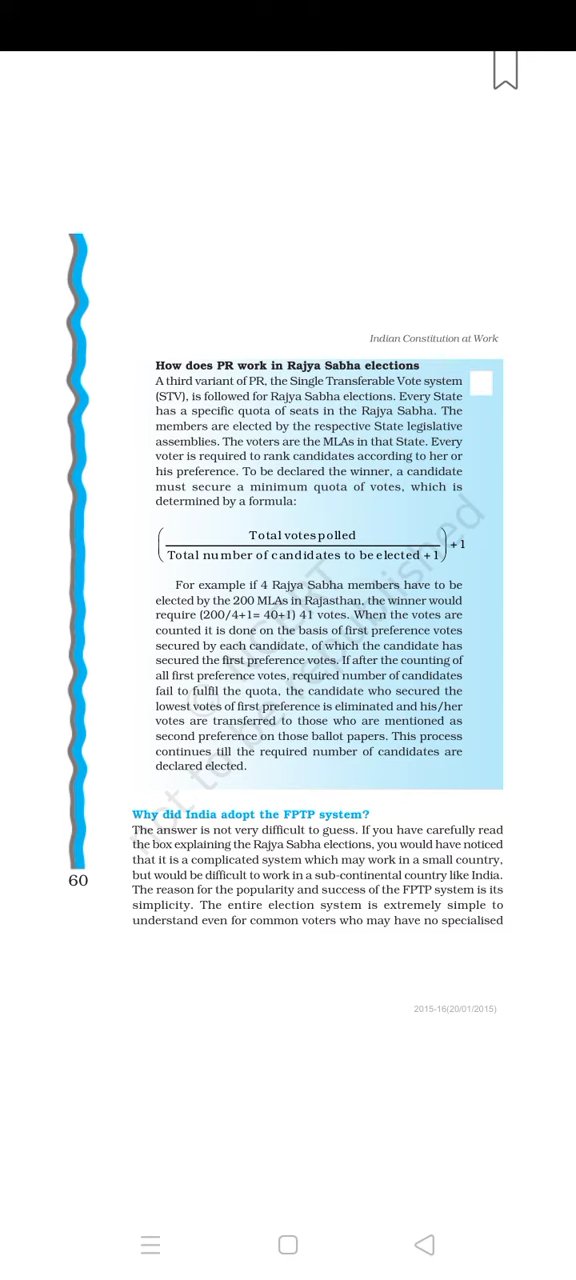 Indian Constitution at Work
How does PR work in Rajya Sabha elections
A third variant of PR, the Single Transferable Vote system
(STV), is followed for Rajya Sabha elections. Every State
has a specific quota of seats in the Rajya Sabha. The
members are elected by the respective State legislative
assemblies. The voters are the MLAs in that State. Every
voter is required to rank candidates according to her or
his preference. To be declared the winner, a candidate
must secure a minimum quota of votes, which is
determined by a formula:
( Total votes polled
Total number of candidates to be elected + 1 ) + 1
For example if 4 Rajya Sabha members have to be
elected by the 200 MLAs in Rajasthan, the winner would
require (200/4+1= 40+1) 41 votes. When the votes are
counted it is done on the basis of first preference votes
secured by each candidate, of which the candidate has
secured the first preference votes. If after the counting of
all first preference votes, required number of candidates
fail to fulfil the quota, the candidate who secured the
lowest votes of first preference is eliminated and his/her
votes are transferred to those who are mentioned as
second preference on those ballot papers. This process
continues till the required number of candidates are
declared elected.
© NCERT
not to be republished
Why did India adopt the FPTP system?
The answer is not very difficult to guess. If you have carefully read
the box explaining the Rajya Sabha elections, you would have noticed
that it is a complicated system which may work in a small country,
but would be difficult to work in a sub-continental country like India.
The reason for the popularity and success of the FPTP system is its
simplicity. The entire election system is extremely simple to
understand even for common voters who may have no specialised
60
2015-16(20/01/2015)